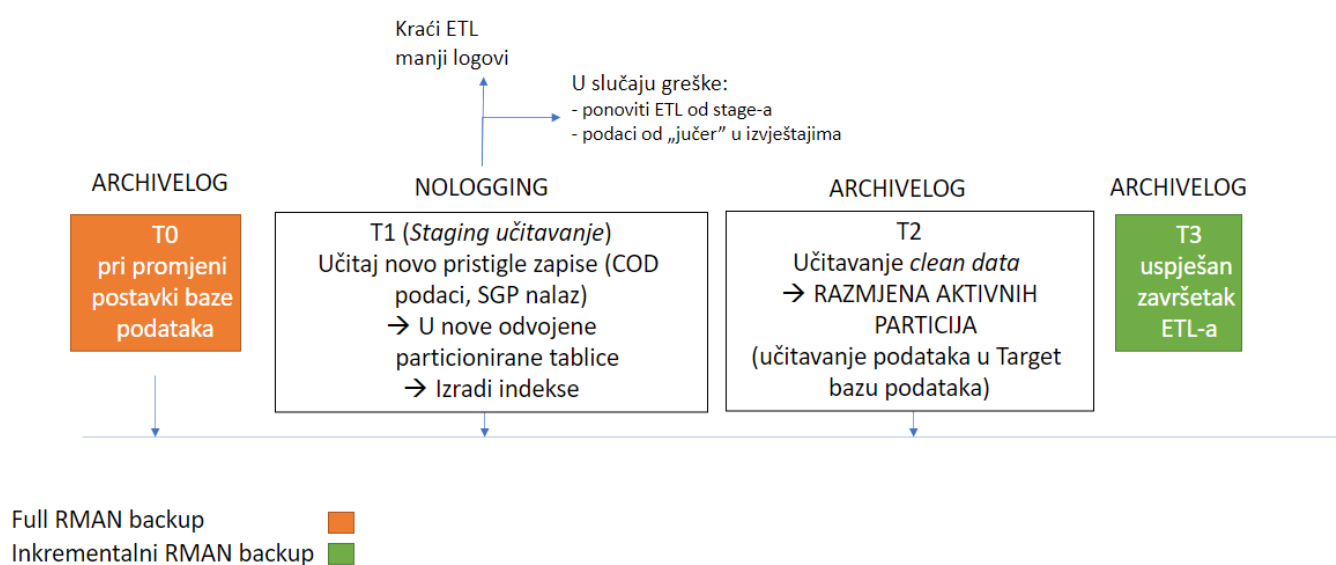 Kraći ETL
manji logovi
U slučaju greške:
- ponoviti ETL od stage-a
- podaci od „jučer” u izvještajima
ARCHIVELOG
NOLOGGING
ARCHIVELOG
ARCHIVELOG
T0
pri promjeni
postavki baze
podataka
T1 (Staging učitavanje)
Učitaj novo pristigle zapise (COD
podaci, SGP nalaz)
→ U nove odvojene
particionirane tablice
→ Izradi indekse
T2
Učitavanje clean data
→ RAZMJENA AKTIVNIH
PARTICIJA
(učitavanje podataka u Target
bazu podataka)
T3
uspješan
završetak
ETL-a
Full RMAN backup
Inkrementalni RMAN backup